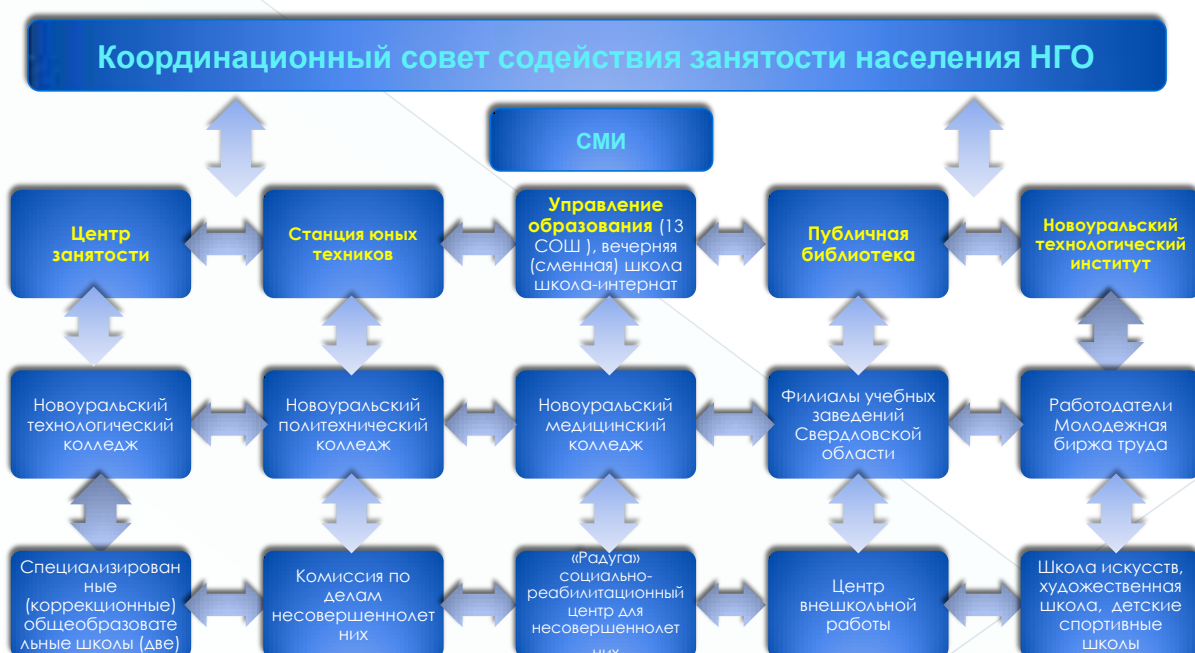 Координационный совет содействия занятости населения НГО
СМИ
Центр
занятости
Станция юных
техников
Управление
образования (13
СОШ ), вечерняя
(сменная) школа
школа-интернат
Публичная
библиотека
Новоуральский
технологический
институт
Новоуральский
технологический
колледж
Новоуральский
политехнический
колледж
Новоуральский
медицинский
колледж
Филиалы учебных
заведений
Свердловской
области
Работодатели
Молодежная
биржа труда
Специализирован
ные
(коррекционные)
общеобразовате
льные школы (две)
Комиссия по
делам
несовершеннолет
них
«Радуга»
социально-
реабилитационный
центр для
несовершеннолет
них
Центр
внешкольной
работы
Школа искусств,
художественная
школа, детские
спортивные
школы